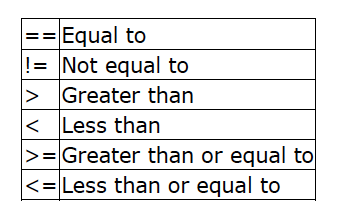 == Equal to
!= Not equal to
> Greater than
< Less than
>= Greater than or equal to
<= Less than or equal to